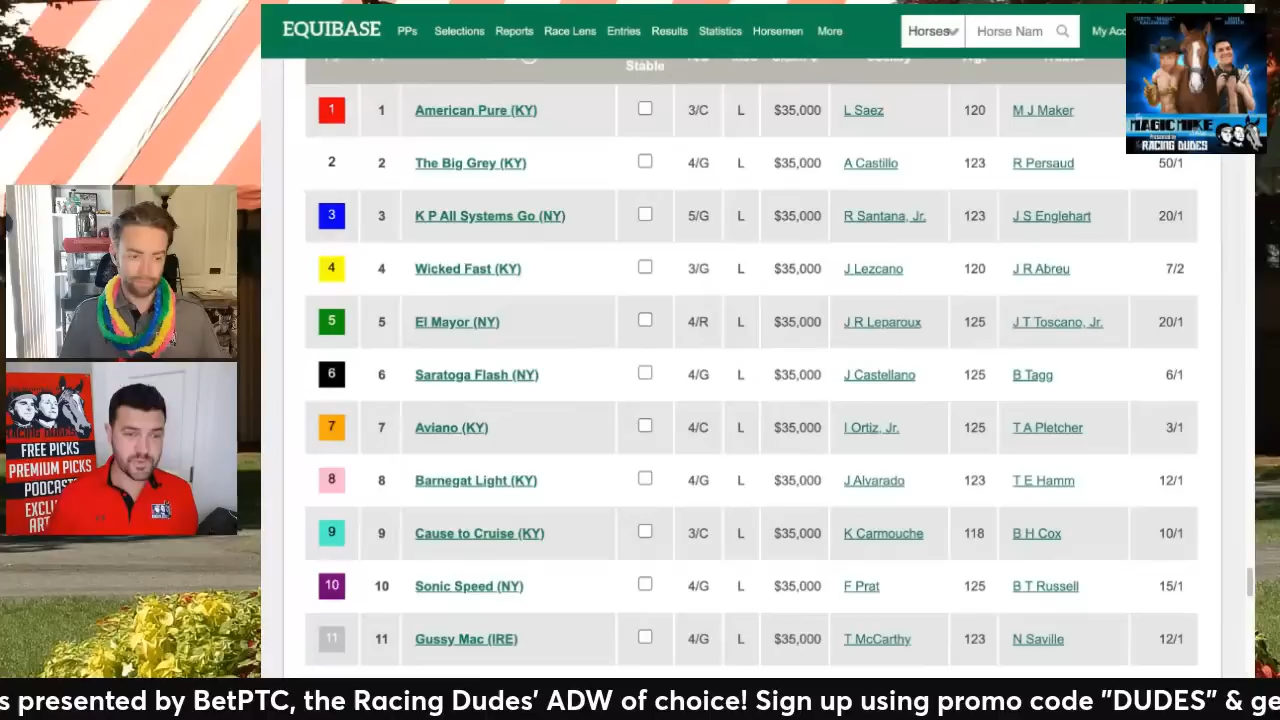 EQUIBASE PPs Selections Reports Race Lens Entries Results Statistics Horsemen More Horses Horse Nam My Acc
Stable
1 1 American Pure (KY) 3/C L $35,000 L Saez 120 M J Maker
2 2 The Big Grey (KY) 4/G L $35,000 A Castillo 123 R Persaud 50/1
3 3 K P All Systems Go (NY) 5/G L $35,000 R Santana, Jr. 123 J S Englehart 20/1
4 4 Wicked Fast (KY) 3/G L $35,000 J Lezcano 120 J R Abreu 7/2
5 5 El Mayor (NY) 4/R L $35,000 J R Leparoux 125 J T Toscano, Jr. 20/1
6 6 Saratoga Flash (NY) 4/G L $35,000 J Castellano 125 B Tagg 6/1
7 7 Aviano (KY) 4/C L $35,000 I Ortiz, Jr. 125 T A Pletcher 3/1
8 8 Barnegat Light (KY) 4/G L $35,000 J Alvarado 123 T E Hamm 12/1
9 9 Cause to Cruise (KY) 3/C L $35,000 K Carmouche 118 B H Cox 10/1
10 10 Sonic Speed (NY) 4/G L $35,000 F Prat 125 B T Russell 15/1
11 11 Gussy Mac (IRE) 4/G L $35,000 T McCarthy 123 N Saville 12/1
MAGIC MIKE
RACING DUDES
RACING DUDES
FREE PICKS
PREMIUM PICKS
PODCAS
EXCLU
ART
s presented by BetPTC, the Racing Dudes’ ADW of choice! Sign up using promo code ”DUDES” & ge